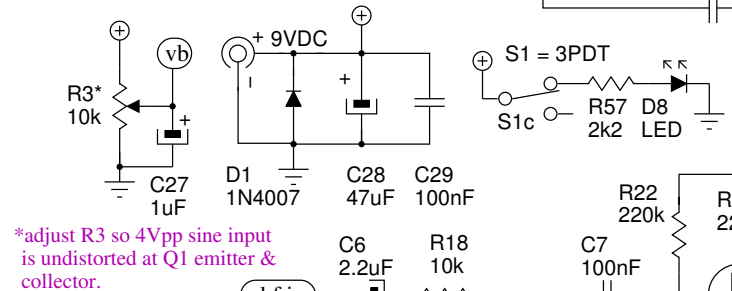 vb
+ 9VDC
S1 = 3PDT
R3*
10k
+
+
S1c
R57
2k2
D8
LED
C27
1uF
D1
1N4007
C28
47uF
C29
100nF
*adjust R3 so 4Vpp sine input
is undistorted at Q1 emitter &
collector.
C6
2.2uF
R18
10k
C7
100nF
R22
220k